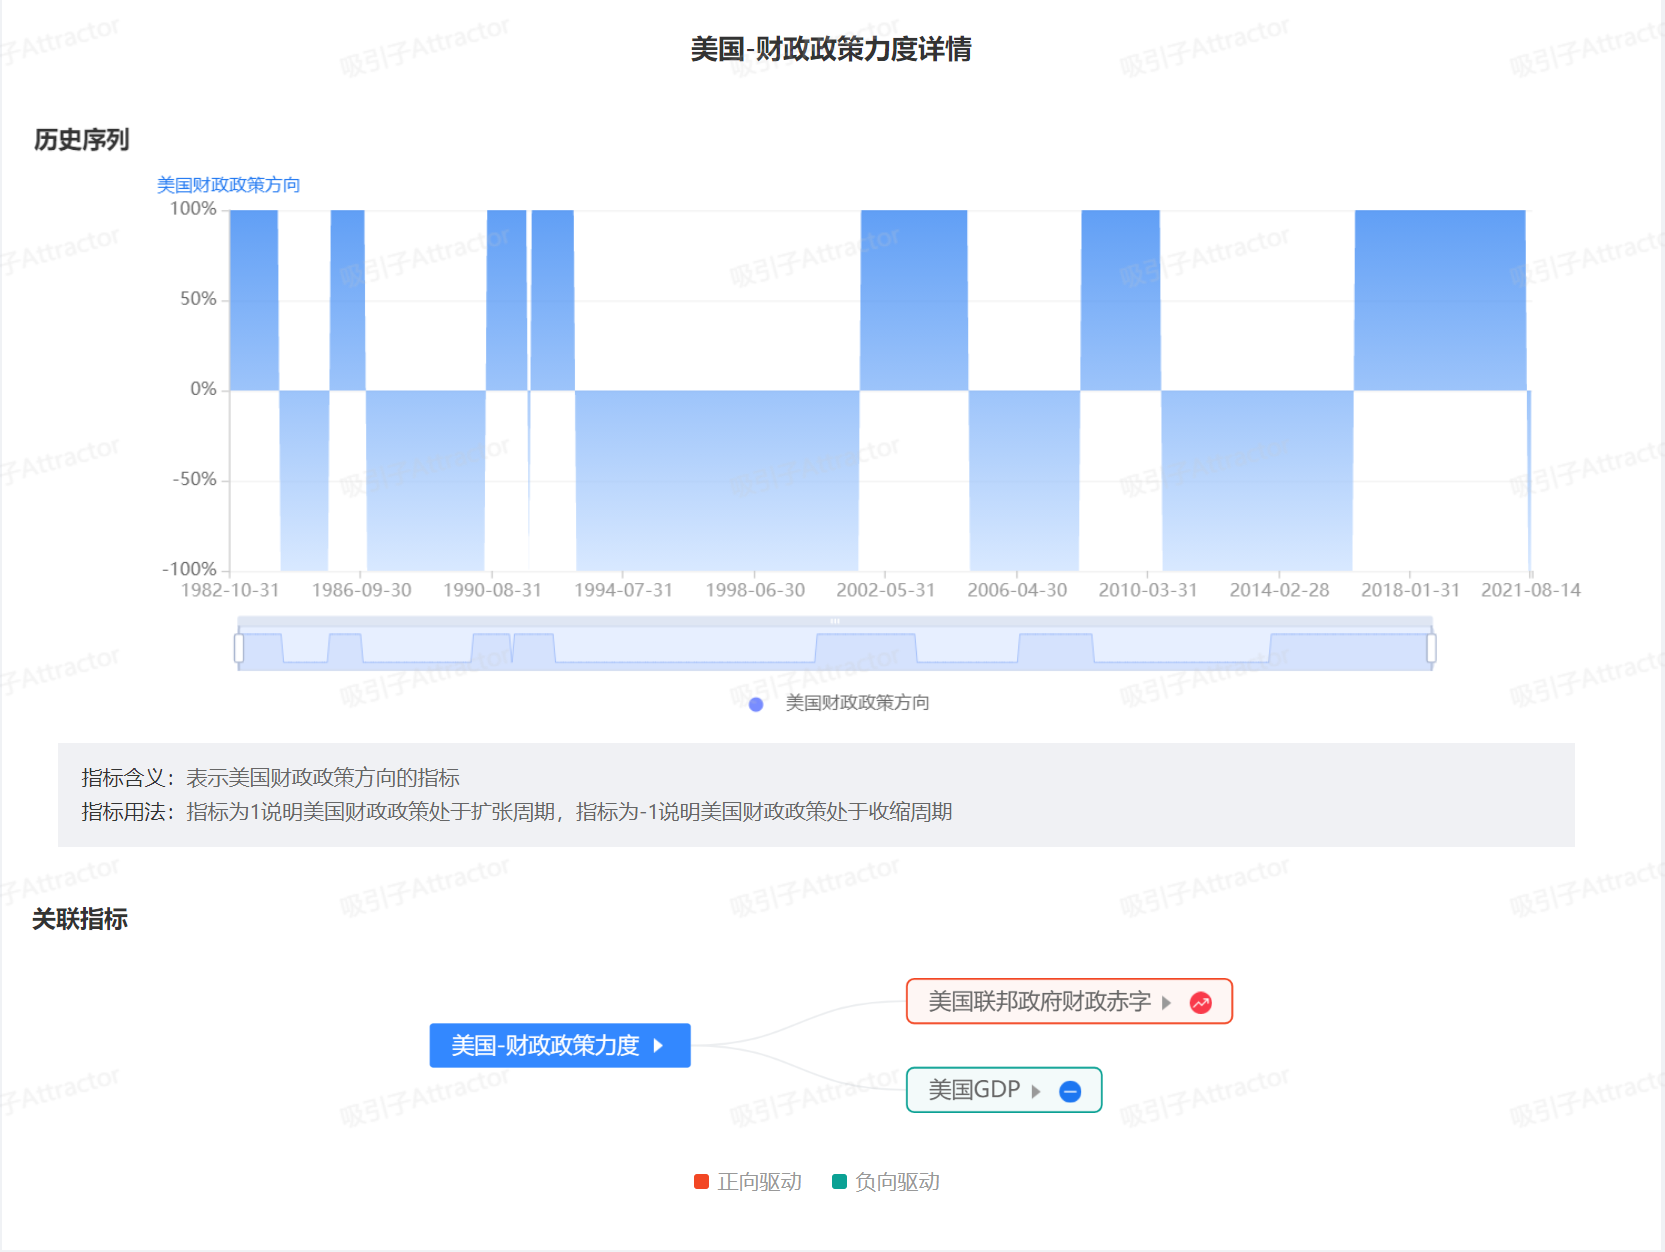 美国-财政政策力度详情
历史序列
美国财政政策方向
100%
50%
0%
-50%
-100%
1982-10-31 1986-09-30 1990-08-31 1994-07-31 1998-06-30 2002-05-31 2006-04-30 2010-03-31 2014-02-28 2018-01-31 2021-08-14
美国财政政策方向
指标含义：表示美国财政政策方向的指标
指标用法：指标为1说明美国财政政策处于扩张周期，指标为-1说明美国财政政策处于收缩周期
关联指标
美国联邦政府财政赤字
美国-财政政策力度
美国GDP
正向驱动 负向驱动
吸引子Attractor